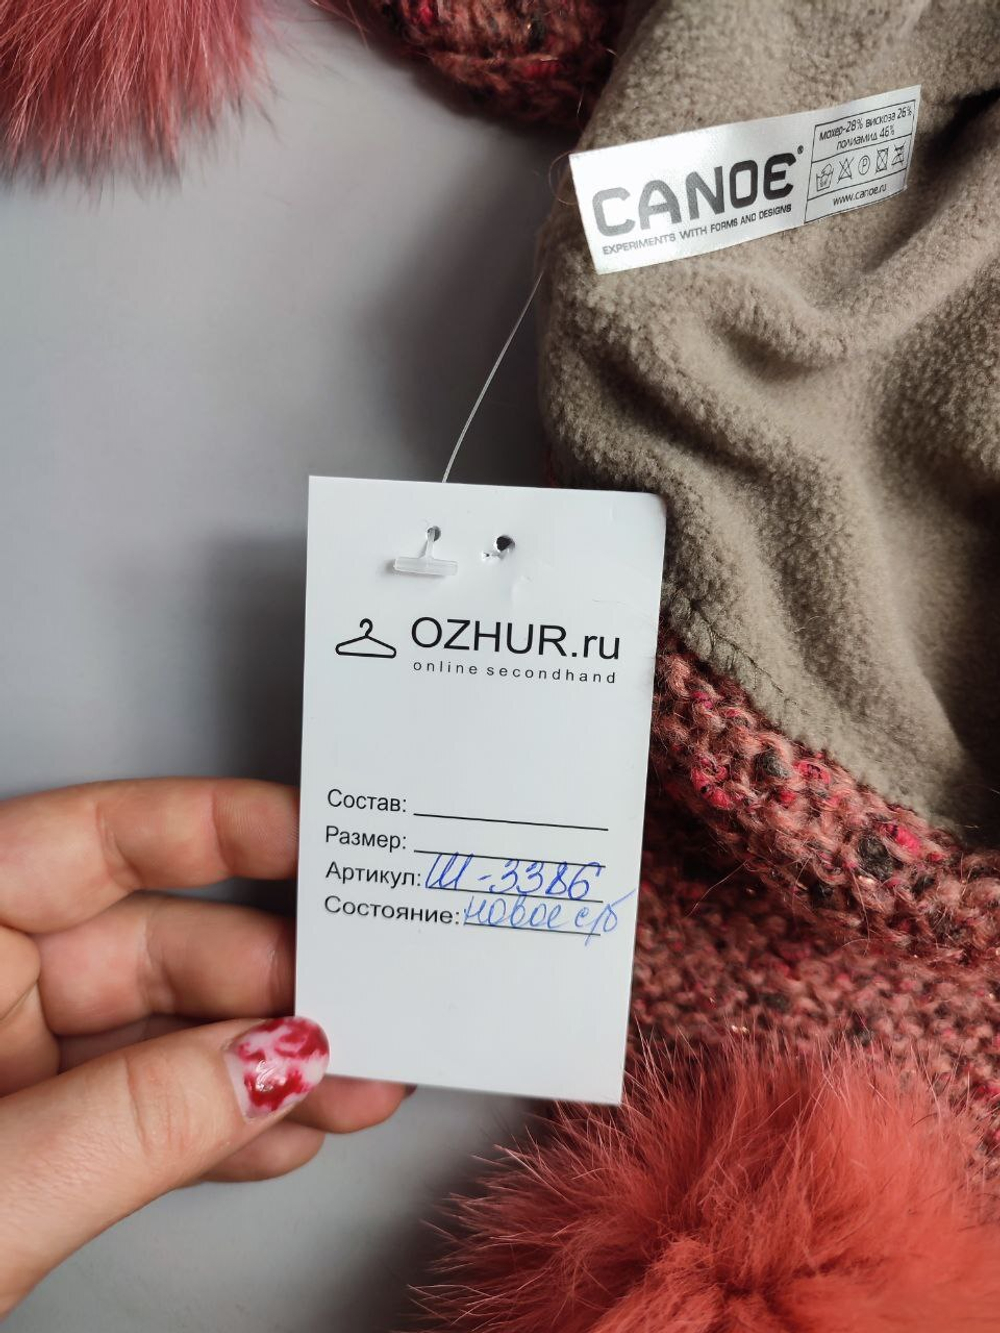 CANOE®
EXPERIMENTS WITH FORMS AND DESIGNS
мохер-28% вискоза 26%
полиамид 46%
www.canoe.ru
OZHUR.ru
online secondhand
Состав:
Размер:
Артикул: Ш-3386
Состояние: новое с/б